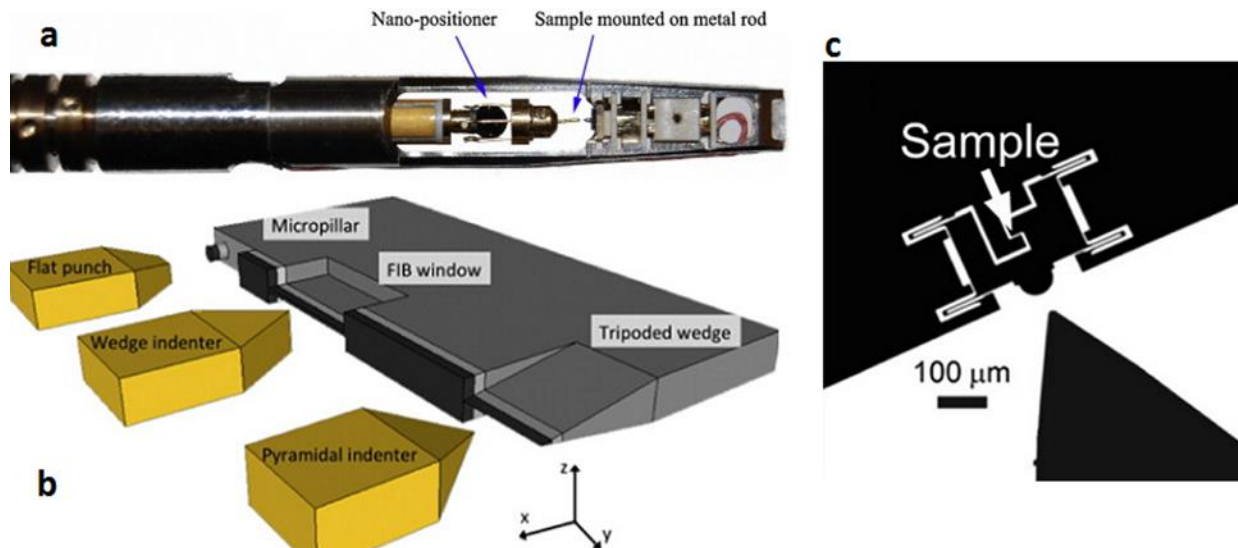 a
Nano-positioner
Sample mounted on metal rod
Micropillar
FIB window
Flat punch
Wedge indenter
Tripoded wedge
Pyramidal indenter
b
z
x
y
c
Sample
100 μm